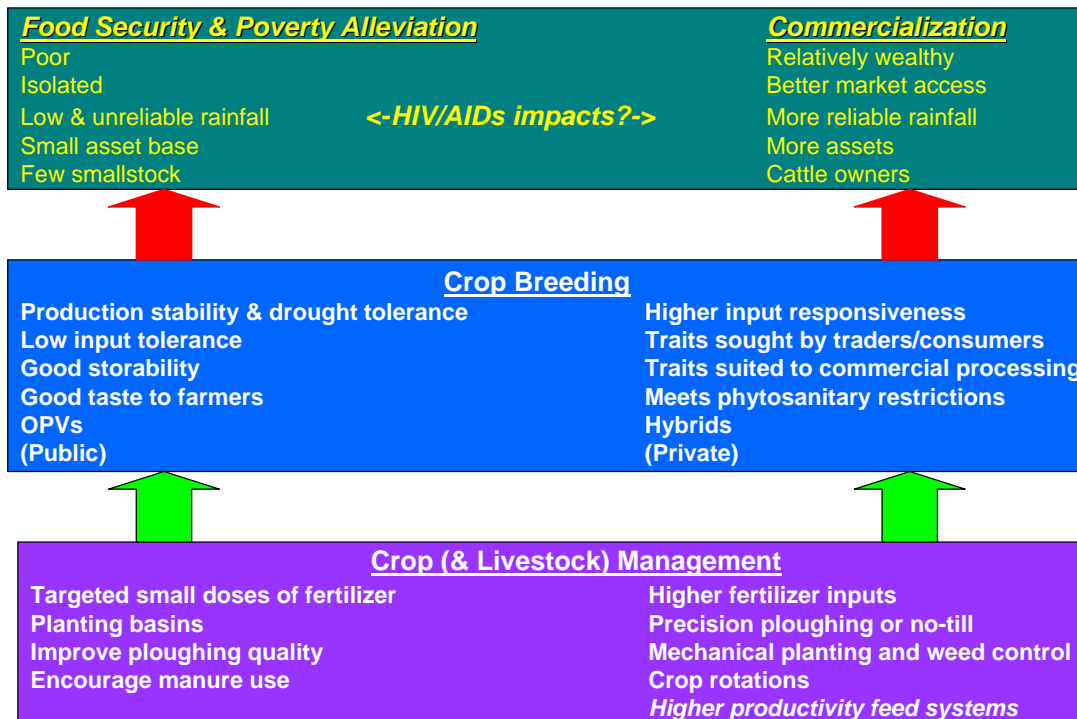 Food Security & Poverty Alleviation
Poor
Isolated
Low & unreliable rainfall
Small asset base
Few smallstock
<-HIV/AIDs impacts?->
Commercialization
Relatively wealthy
Better market access
More reliable rainfall
More assets
Cattle owners
Crop Breeding
Production stability & drought tolerance
Low input tolerance
Good storability
Good taste to farmers
OPVs
(Public)
Higher input responsiveness
Traits sought by traders/consumers
Traits suited to commercial processing
Meets phytosanitary restrictions
Hybrids
(Private)
Crop (& Livestock) Management
Targeted small doses of fertilizer
Planting basins
Improve ploughing quality
Encourage manure use
Higher fertilizer inputs
Precision ploughing or no-till
Mechanical planting and weed control
Crop rotations
Higher productivity feed systems